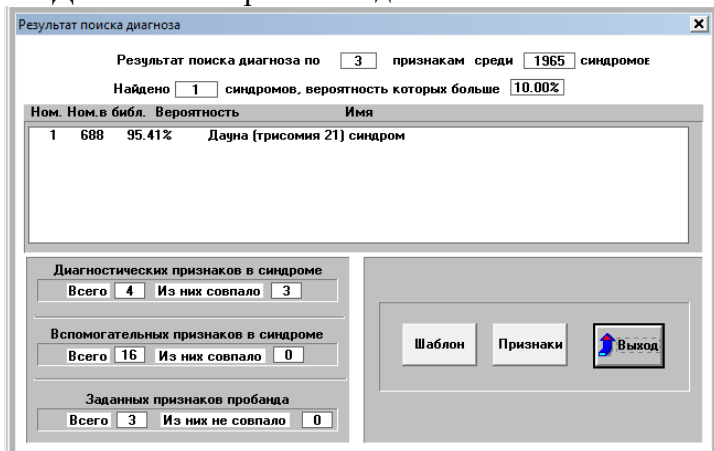 Результат поиска диагноза
Результат поиска диагноза по 3 признакам среди 1965 синдромов
Найдено 1 синдромов, вероятность которых больше 10.00%
Ном. Ном.в библ. Вероятность Имя
1 688 95.41% Дауна (трисомия 21) синдром
Диагностических признаков в синдроме
Всего 4 Из них совпало 3
Вспомогательных признаков в синдроме
Всего 16 Из них совпало 0
Заданных признаков пробанда
Всего 3 Из них не совпало 0
Шаблон Признаки Выход